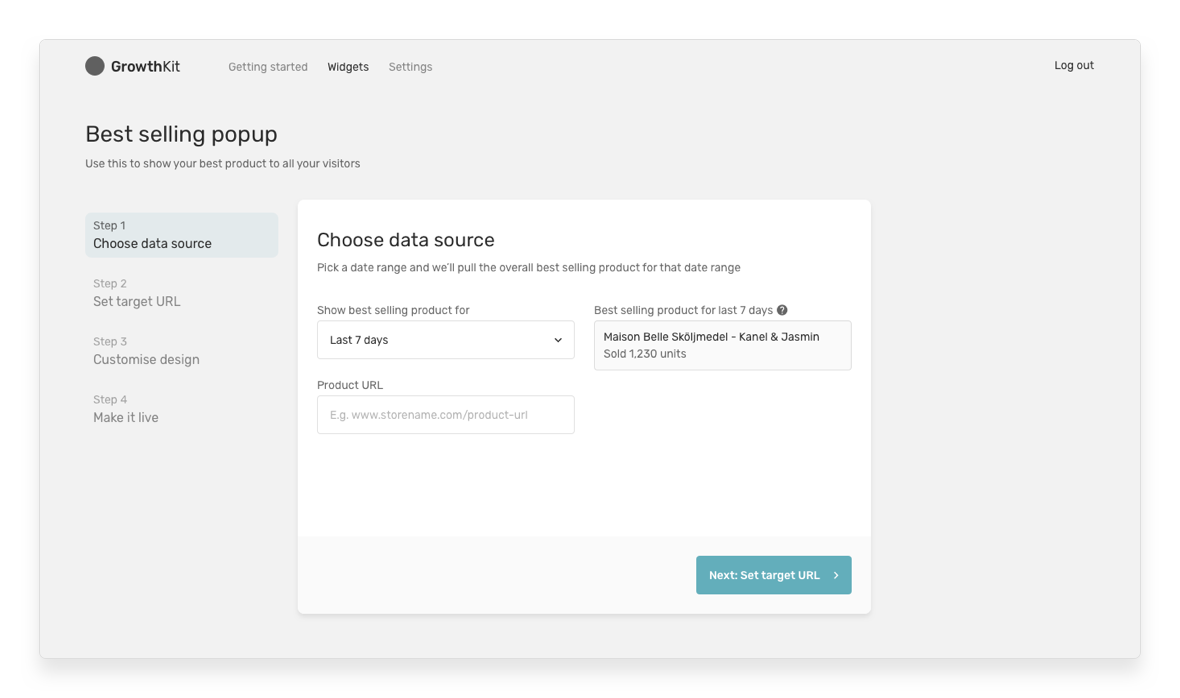 GrowthKit
Getting started
Widgets
Settings
Log out
Best selling popup
Use this to show your best product to all your visitors
Step 1
Choose data source
Step 2
Set target URL
Step 3
Customise design
Step 4
Make it live
Choose data source
Pick a date range and we'll pull the overall best selling product for that date range
Show best selling product for
Last 7 days
Product URL
E.g. www.storename.com/product-url
Best selling product for last 7 days ?
Maison Belle Sköljmedel - Kanel & Jasmin
Sold 1,230 units
Next: Set target URL